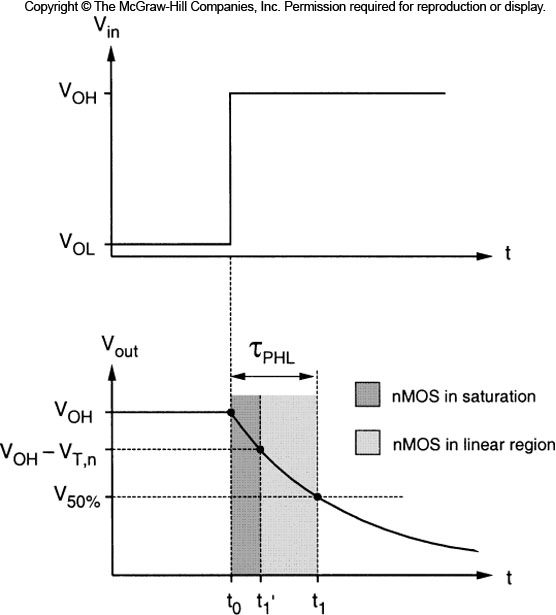 Copyright © The McGraw-Hill Companies, Inc. Permission required for reproduction or display.
Vin
VOH
VOL
t
Vout
τPHL
VOH
nMOS in saturation
VOH – VT,n
nMOS in linear region
V50%
t
t0 t1' t1